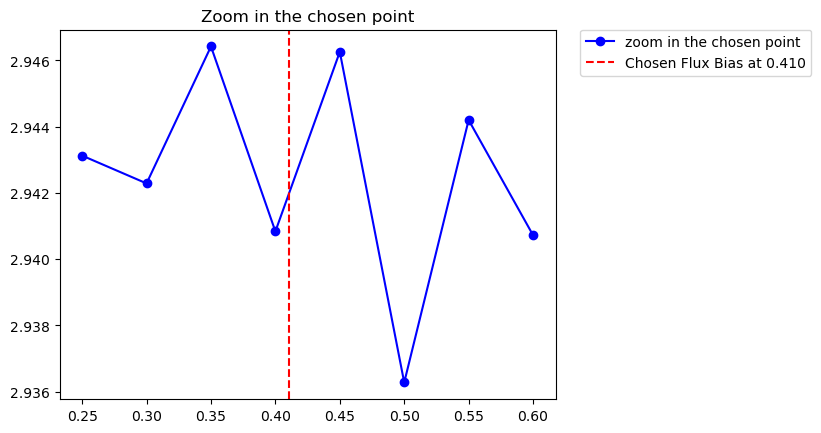 Zoom in the chosen point
zoom in the chosen point
Chosen Flux Bias at 0.410
2.946
2.944
2.942
2.940
2.938
2.936
0.25 0.30 0.35 0.40 0.45 0.50 0.55 0.60